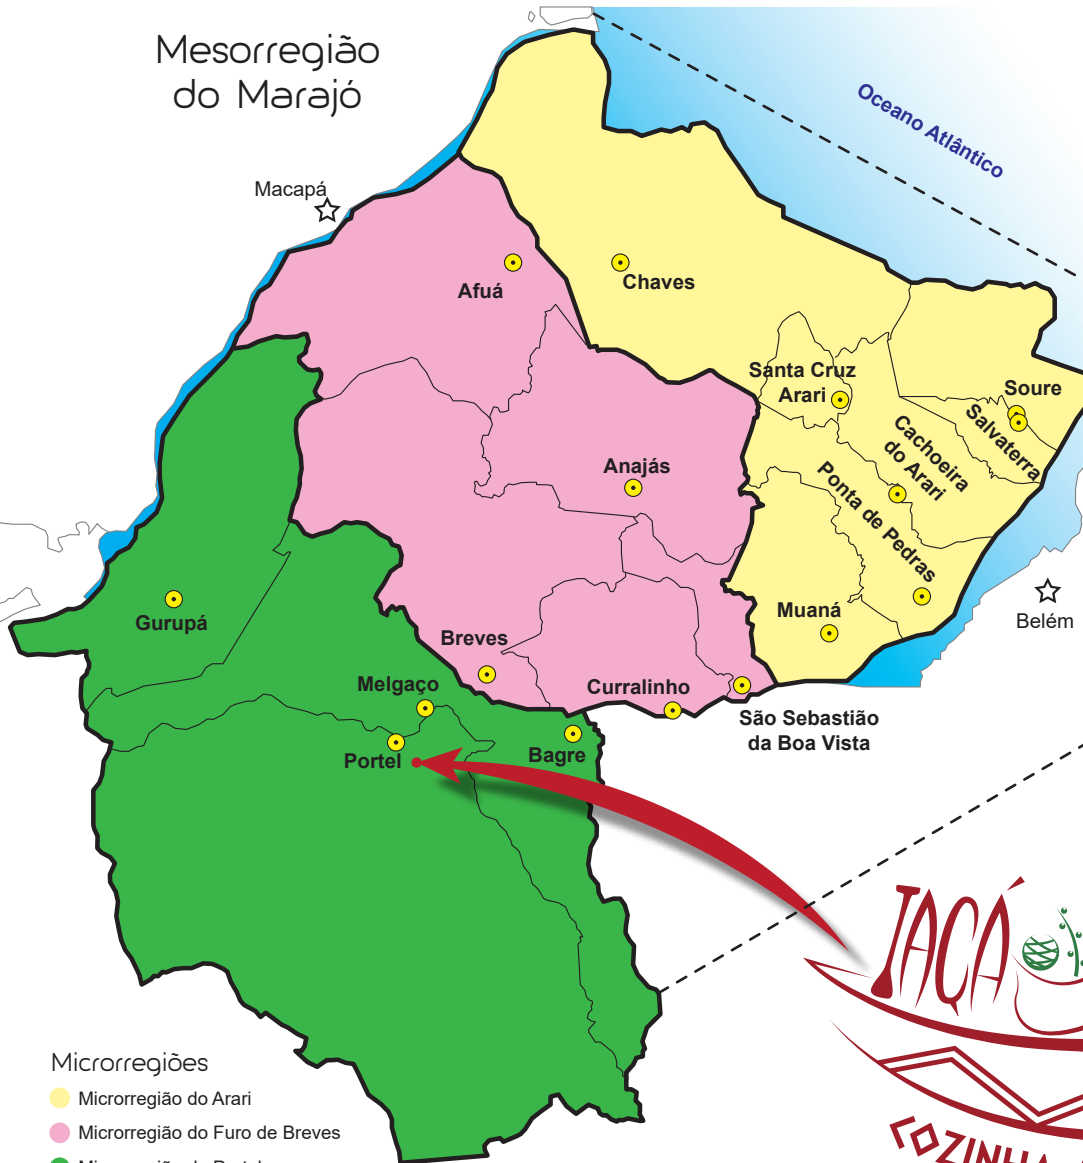 Mesorregião
do Marajó
Oceano Atlântico
Macapá
Afuá
Chaves
Santa Cruz
Arari
Soure
Salvaterra
Cachoeira
do Arari
Ponta de Pedras
Anajás
Gurupá
Muaná
Belém
Breves
Melgaço
Curralinho
São Sebastião
da Boa Vista
Portel
Bagre
IAÇÁ
Microrregiões
Microrregião do Arari
Microrregião do Furo de Breves